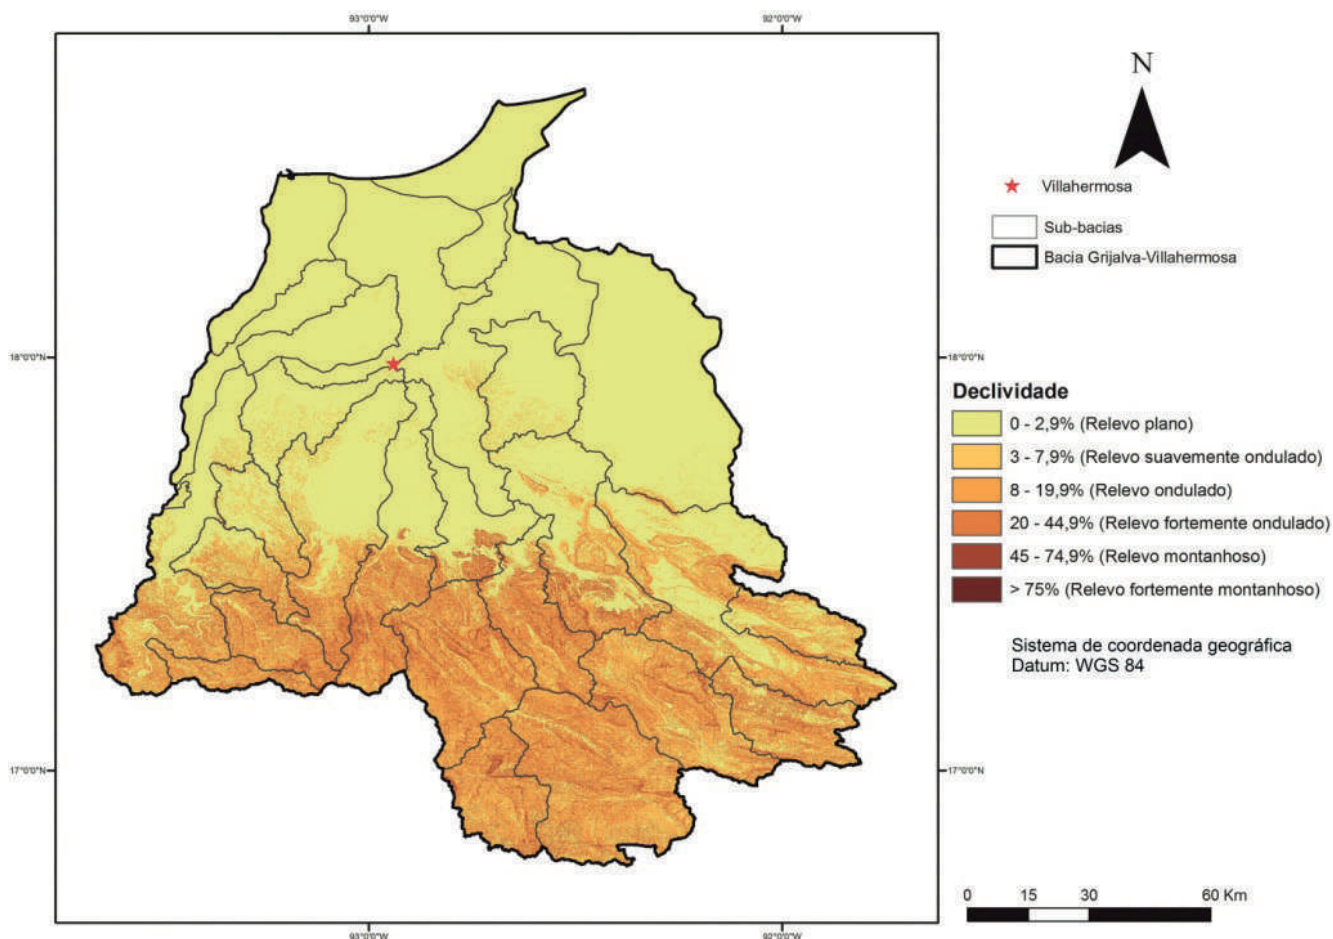 93°0'0"W
92°0'0"W
N
Villahermosa
Sub-bacias
Bacia Grijalva-Villahermosa
18°0'0"N
18°0'0"N
Declividade
0 - 2,9% (Relevo plano)
3 - 7,9% (Relevo suavemente ondulado)
8 - 19,9% (Relevo ondulado)
20 - 44,9% (Relevo fortemente ondulado)
45 - 74,9% (Relevo montanhoso)
> 75% (Relevo fortemente montanhoso)
Sistema de coordenada geográfica
Datum: WGS 84
17°0'0"N
17°0'0"N
0 15 30 60 Km
93°0'0"W
92°0'0"W